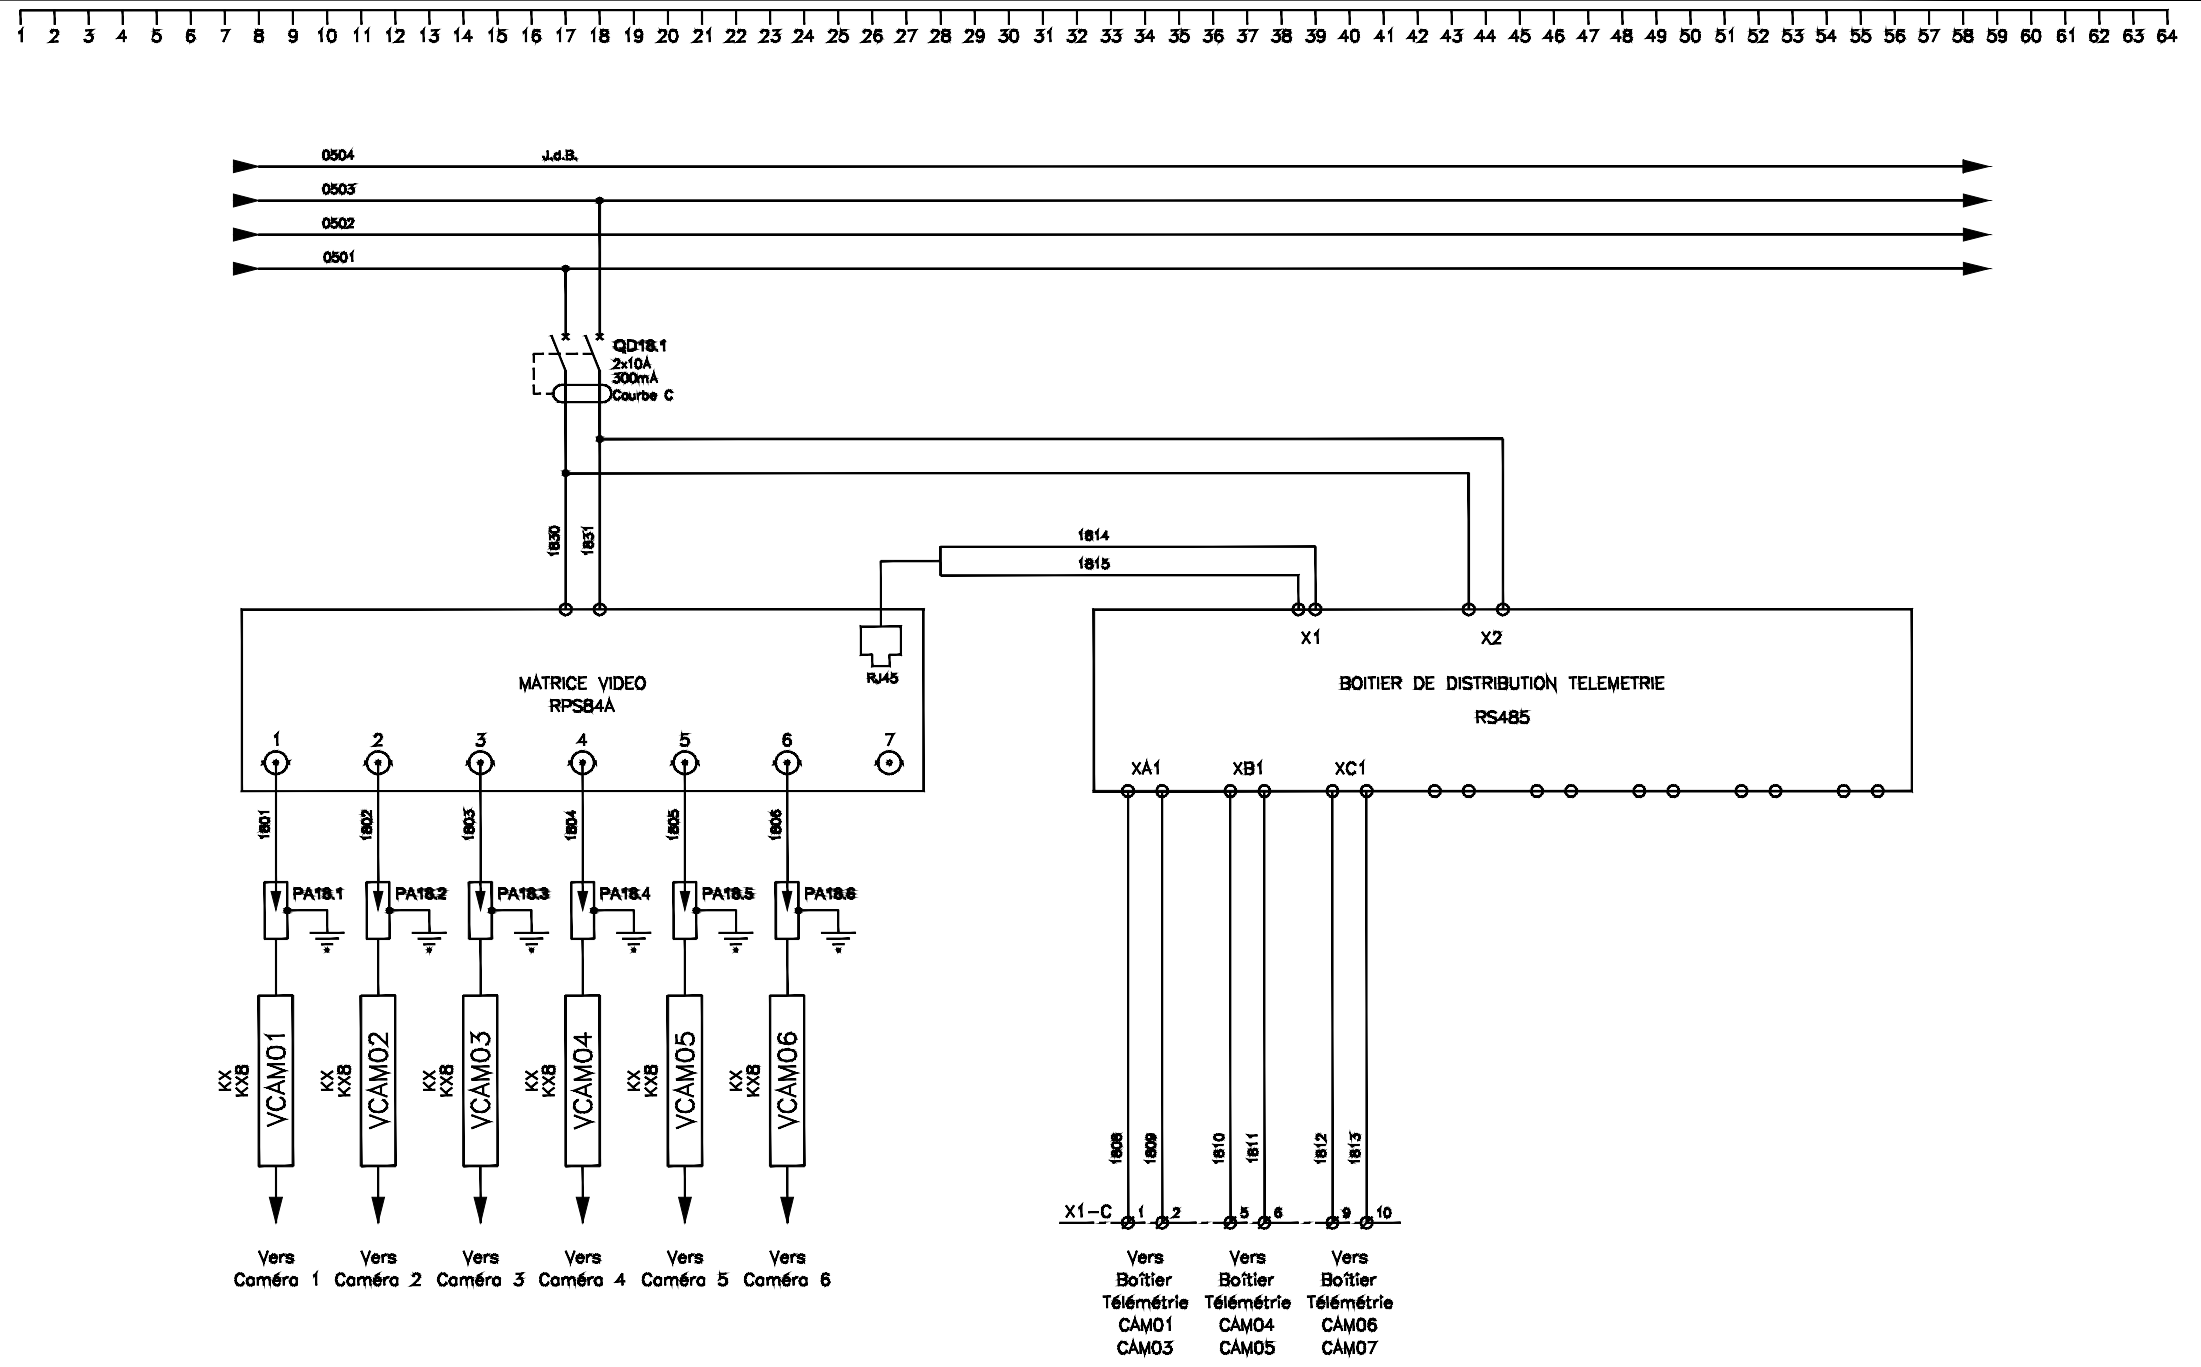 1 2 3 4 5 6 7 8 9 10 11 12 13 14 15 16 17 18 19 20 21 22 23 24 25 26 27 28 29 30 31 32 33 34 35 36 37 38 39 40 41 42 43 44 45 46 47 48 49 50 51 52 53 54 55 56 57 58 59 60 61 62 63 64
0504 J.d.B.
0503
0502
0501
QD18.1
2x10A
300mA
Courbe C
1830 1831
1814
1815
RJ45
MATRICE VIDEO
RPS84A
1 2 3 4 5 6 7
X1 X2
BOITIER DE DISTRIBUTION TELEMETRIE
RS485
XA1 XB1 XC1
1801 1802 1803 1804 1805 1806
PA18.1 PA18.2 PA18.3 PA18.4 PA18.5 PA18.6
KX KX8 VCAM01
KX KX8 VCAM02
KX KX8 VCAM03
KX KX8 VCAM04
KX KX8 VCAM05
KX KX8 VCAM06
1808 1809 1810 1811 1812 1813
X1-C 1 2 5 6 9 10
Vers
Caméra 1
Vers
Caméra 2
Vers
Caméra 3
Vers
Caméra 4
Vers
Caméra 5
Vers
Caméra 6
Vers
Boîtier
Télémétrie
CAM01
CAM03
Vers
Boîtier
Télémétrie
CAM04
CAM05
Vers
Boîtier
Télémétrie
CAM06
CAM07